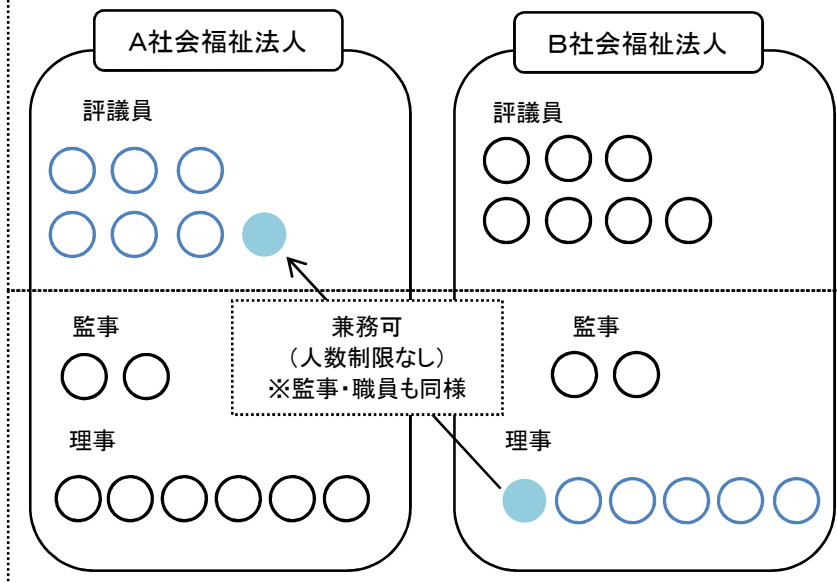 A社会福祉法人
B社会福祉法人
評議員
評議員
監事
監事
兼務可
（人数制限なし）
※監事・職員も同様
理事
理事